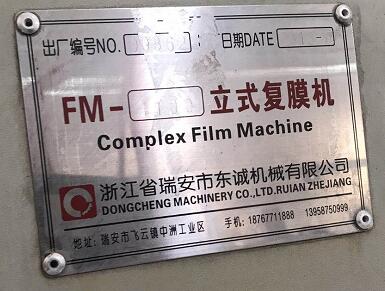 出厂编号NO. 日期DATE
FM- 立式复膜机
Complex Film Machine
浙江省瑞安市东诚机械有限公司
DONGCHENG MACHINERY CO.,LTD.RUIAN ZHEJIANG
地址: 瑞安市飞云镇中洲工业区 手机: 18767711888 13958750999